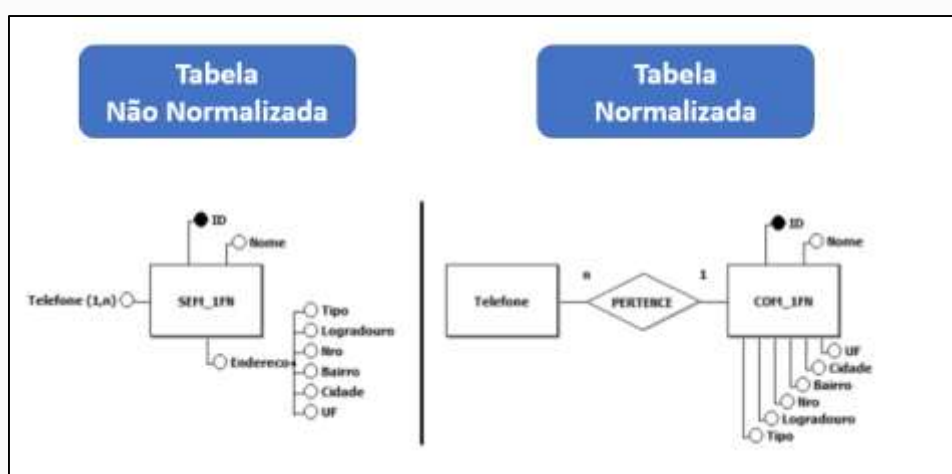 Tabela
Não Normalizada
Tabela
Normalizada
ID
Nome
Telefone (1,n)
SEM_1FN
Endereco
Tipo
Logradouro
Nro
Bairro
Cidade
UF
ID
Nome
Telefone
n
PERTENCE
1
COM_1FN
UF
Cidade
Bairro
Nro
Logradouro
Tipo